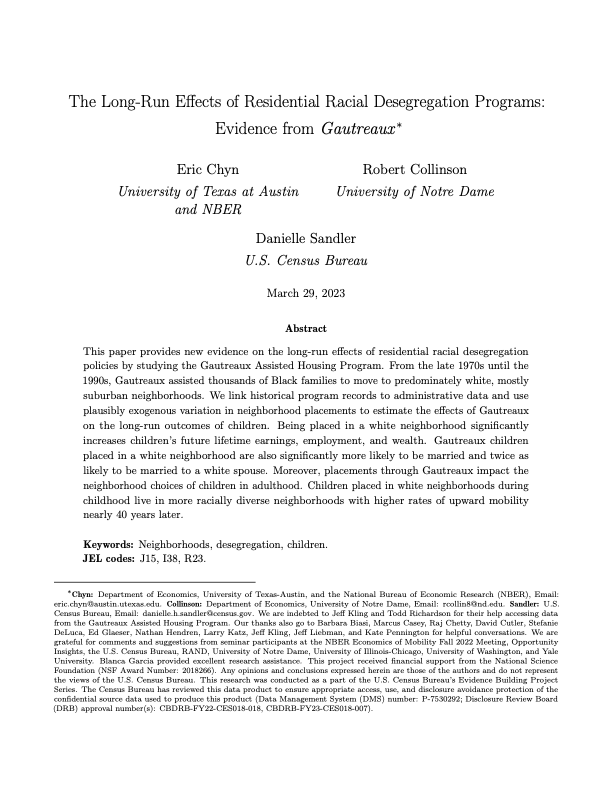 The Long-Run Effects of Residential Racial Desegregation Programs:
Evidence from Gautreaux*
Eric Chyn
University of Texas at Austin
and NBER
Robert Collinson
University of Notre Dame
Danielle Sandler
U.S. Census Bureau
March 29, 2023
Abstract
This paper provides new evidence on the long-run effects of residential racial desegregation
policies by studying the Gautreaux Assisted Housing Program. From the late 1970s until the
1990s, Gautreaux assisted thousands of Black families to move to predominately white, mostly
suburban neighborhoods. We link historical program records to administrative data and use
plausibly exogenous variation in neighborhood placements to estimate the effects of Gautreaux
on the long-run outcomes of children. Being placed in a white neighborhood significantly
increases children's future lifetime earnings, employment, and wealth. Gautreaux children
placed in a white neighborhood are also significantly more likely to be married and twice as
likely to be married to a white spouse. Moreover, placements through Gautreaux impact the
neighborhood choices of children in adulthood. Children placed in white neighborhoods during
childhood live in more racially diverse neighborhoods with higher rates of upward mobility
nearly 40 years later.
Keywords: Neighborhoods, desegregation, children.
JEL codes: J15, I38, R23.
*Chyn: Department of Economics, University of Texas-Austin, and the National Bureau of Economic Research (NBER), Email:
eric.chyn@austin.utexas.edu. Collinson: Department of Economics, University of Notre Dame, Email: rcollin8@nd.edu. Sandler: U.S.
Census Bureau, Email: danielle.h.sandler@census.gov. We are indebted to Jeff Kling and Todd Richardson for their help accessing data
from the Gautreaux Assisted Housing Program. Our thanks also go to Barbara Biasi, Marcus Casey, Raj Chetty, David Cutler, Stefanie
DeLuca, Ed Glaeser, Nathan Hendren, Larry Katz, Jeff Kling, Jeff Liebman, and Kate Pennington for helpful conversations. We are
grateful for comments and suggestions from seminar participants at the NBER Economics of Mobility Fall 2022 Meeting, Opportunity
Insights, the U.S. Census Bureau, RAND, University of Notre Dame, University of Illinois-Chicago, University of Washington, and Yale
University. Blanca Garcia provided excellent research assistance. This project received financial support from the National Science
Foundation (NSF Award Number: 2018266). Any opinions and conclusions expressed herein are those of the authors and do not represent
the views of the U.S. Census Bureau. This research was conducted as a part of the U.S. Census Bureau's Evidence Building Project
Series. The Census Bureau has reviewed this data product to ensure appropriate access, use, and disclosure avoidance protection of the
confidential source data used to produce this product (Data Management System (DMS) number: P-7530292; Disclosure Review Board
(DRB) approval number(s): CBDRB-FY22-CES018-018, CBDRB-FY23-CES018-007).